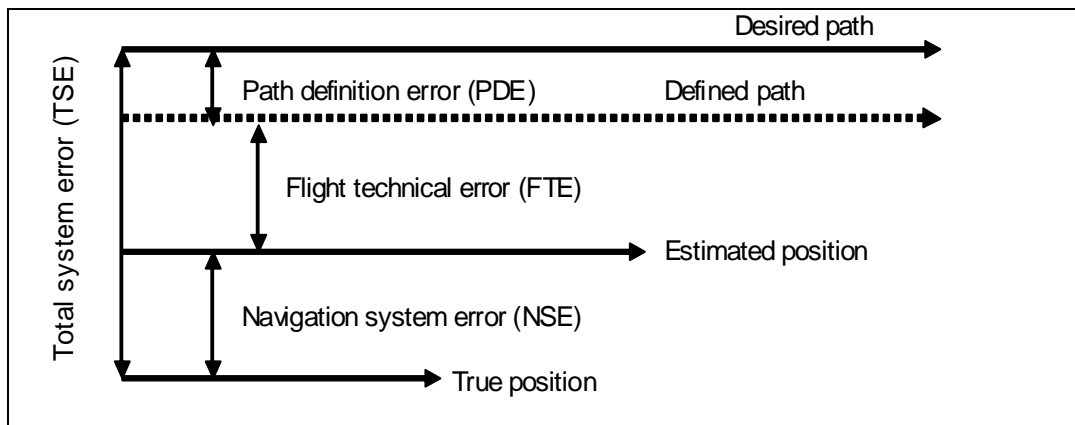 Desired path
Path definition error (PDE)
Defined path
Flight technical error (FTE)
Estimated position
Navigation system error (NSE)
True position
Total system error (TSE)